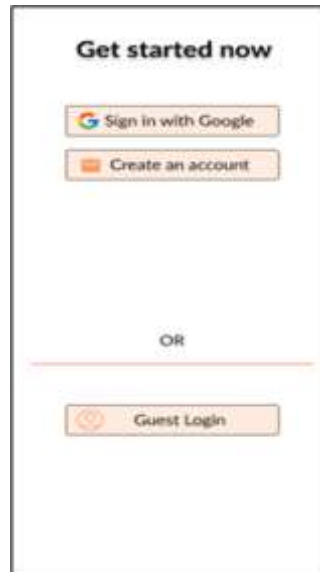 Get started now
Sign in with Google
Create an account
OR
Guest Login